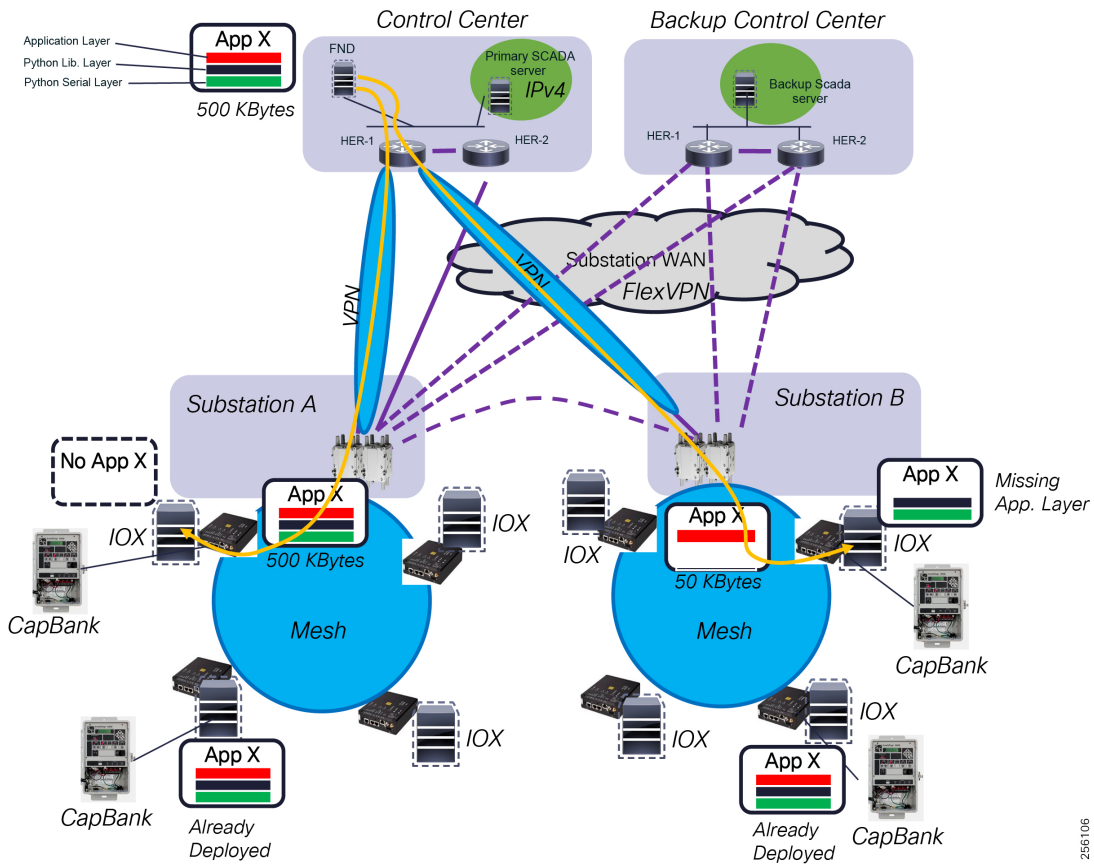 Control Center
Backup Control Center
Application Layer
Python Lib. Layer
Python Serial Layer
App X
500 KBytes
FND
Primary SCADA
server
IPv4
HER-1
HER-2
Backup Scada
server
HER-1
HER-2
VPN
VPN
Substation WAN
FlexVPN
Substation A
Substation B
No App X
IOX
App X
500 KBytes
IOX
IOX
App X
50 KBytes
IOX
App X
Missing
App. Layer
CapBank
Mesh
Mesh
CapBank
IOX
IOX
IOX
App X
App X
CapBank
Already
Deployed
Already
Deployed
CapBank
256106